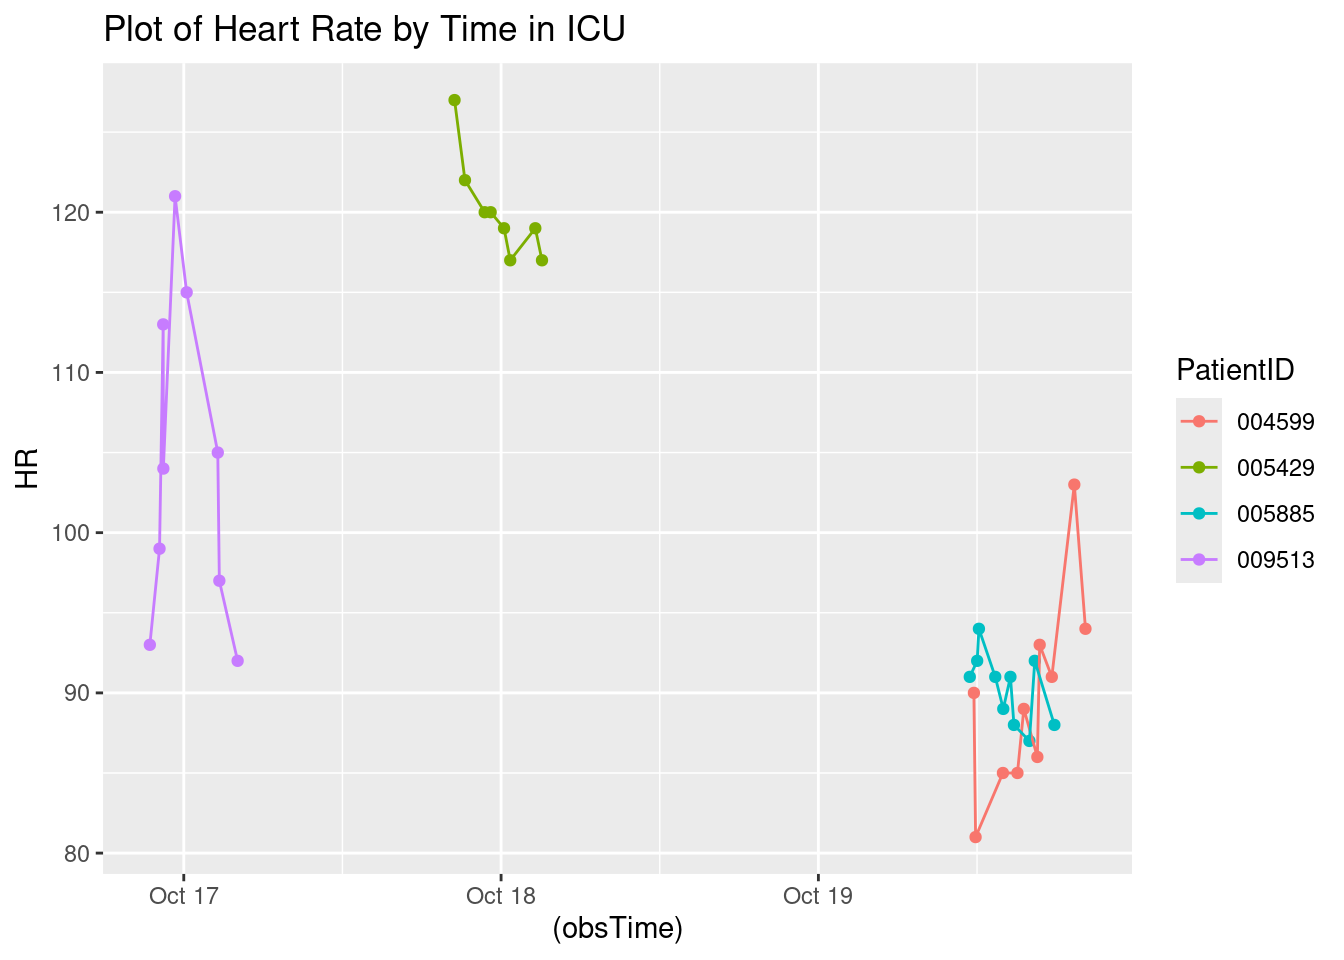 Plot of Heart Rate by Time in ICU
HR
120
110
100
90
80
Oct 17
Oct 18
Oct 19
(obsTime)
PatientID
004599
005429
005885
009513